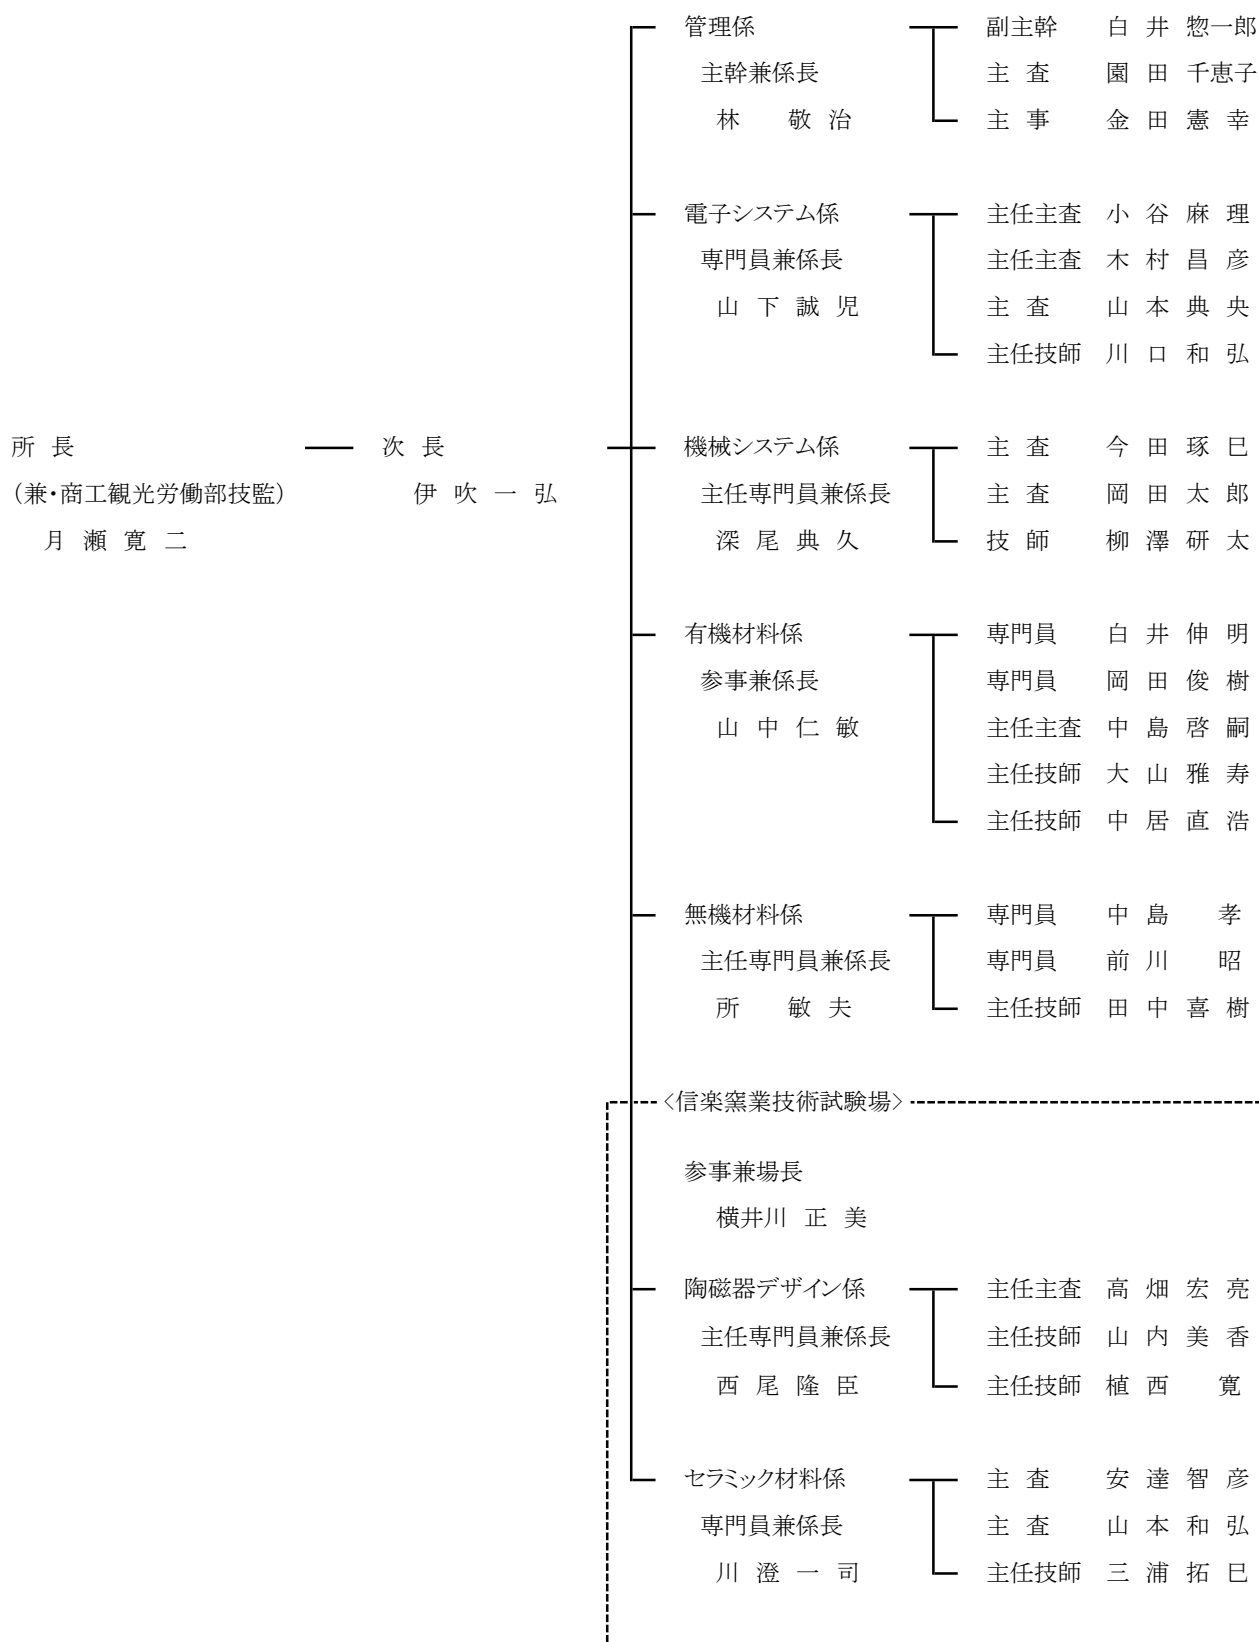 管理係 副主幹 白井 惣一郎
主幹兼係長 主査 園田 千恵子
林 敬治 主事 金田憲幸
電子システム係 主任主査 小谷麻理
専門員兼係長 主任主査 木村昌彦
山下誠児 主査 山本典央
主任技師 川口和弘
所長 次長 機械システム係 主査 今田琢巳
(兼・商工観光労働部技監) 伊吹一弘 主任専門員兼係長 主査 岡田太郎
月瀬寛二 深尾典久 技師 柳澤研太
有機材料係 専門員 白井伸明
参事兼係長 専門員 岡田俊樹
山中仁敏 主任主査 中島啓嗣
主任技師 大山雅寿
主任技師 中居直浩
無機材料係 専門員 中島 孝
主任専門員兼係長 専門員 前川 昭
所 敏夫 主任技師 田中喜樹
<信楽窯業技術試験場>
参事兼場長
横井川 正美
陶磁器デザイン係 主任主査 高畑宏亮
主任専門員兼係長 主任技師 山内美香
西尾隆臣 主任技師 植西 寛
セラミック材料係 主査 安達智彦
専門員兼係長 主査 山本和弘
川澄一司 主任技師 三浦拓巳